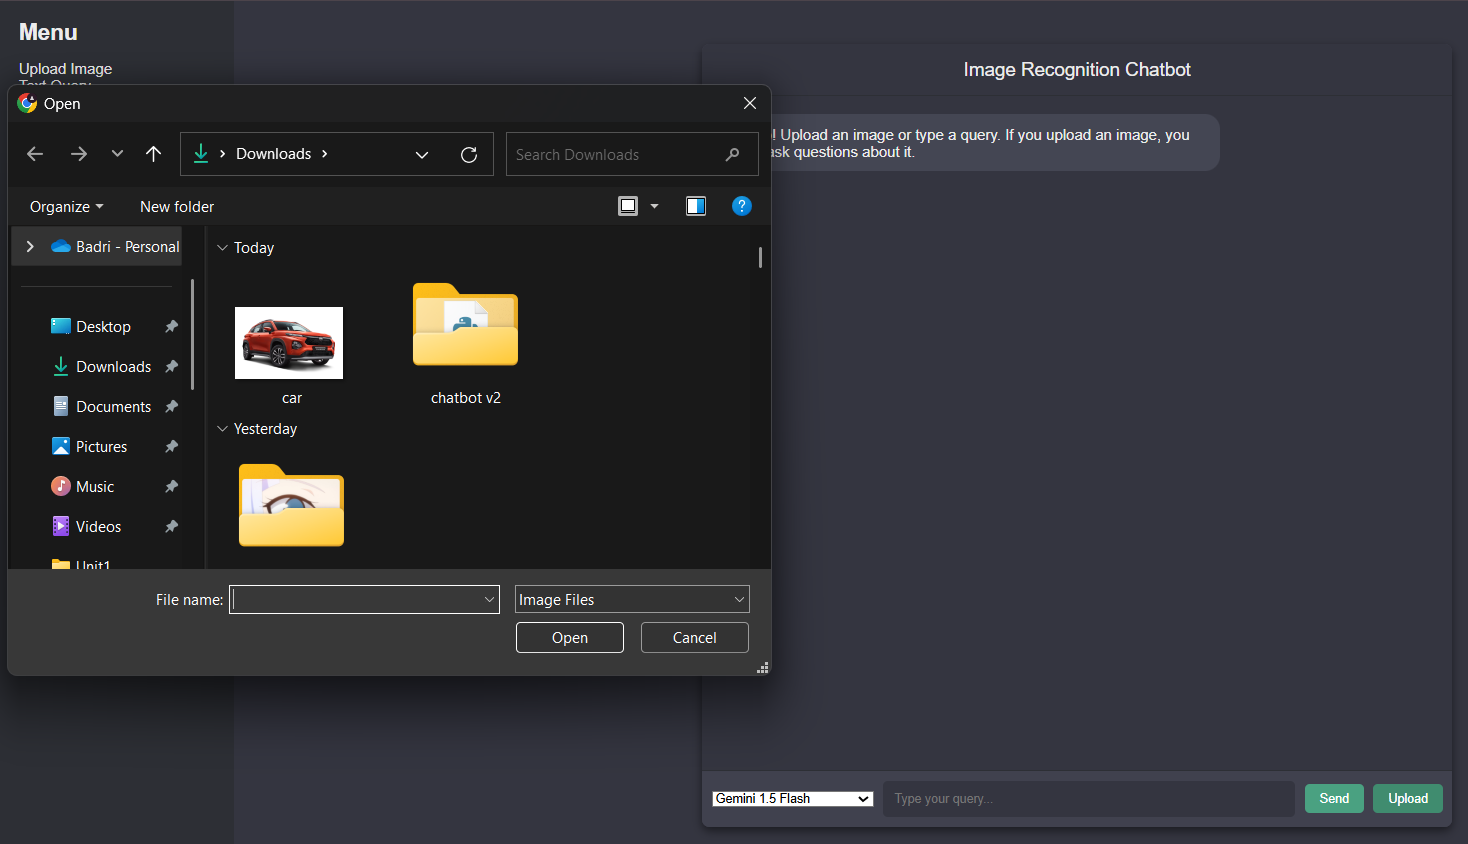 Menu
Upload Image
Text Query
Image Recognition Chatbot
! Upload an image or type a query. If you upload an image, you
ask questions about it.
Open
Downloads
Search Downloads
Organize
New folder
?
Badri - Personal
Desktop
Downloads
Documents
Pictures
Music
Videos
Unit1
Today
car
chatbot v2
Yesterday
File name:
Image Files
Open
Cancel
Gemini 1.5 Flash
Type your query...
Send
Upload